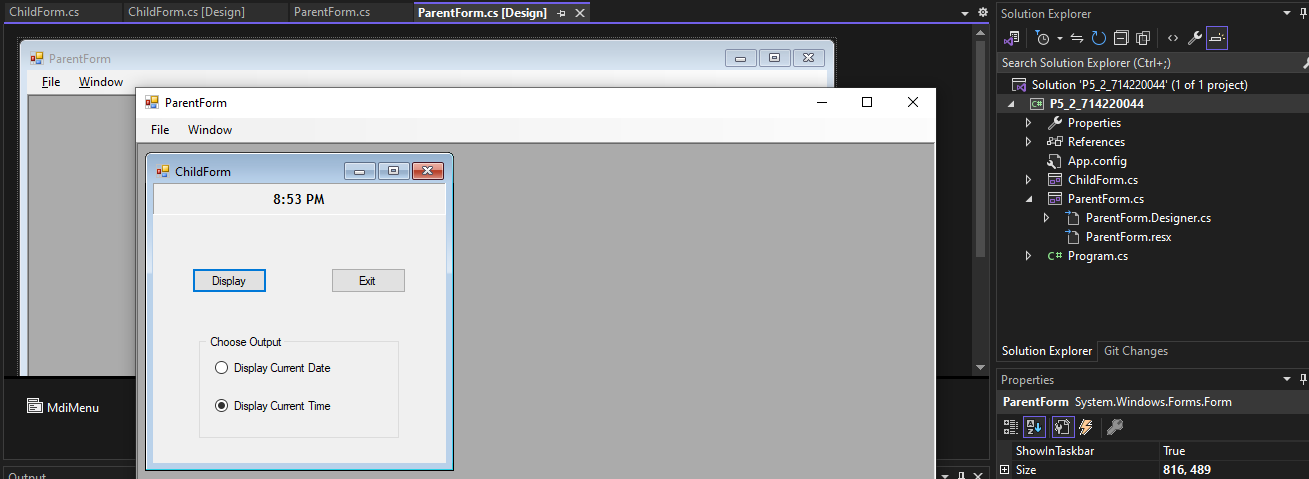 ChildForm.cs ChildForm.cs [Design] ParentForm.cs ParentForm.cs [Design]
ParentForm
File Window
ParentForm
File Window
ChildForm
8:53 PM
Display Exit
Choose Output
Display Current Date
Display Current Time
MdiMenu
Output
Solution Explorer
Search Solution Explorer (Ctrl+;)
Solution 'P5_2_714220044' (1 of 1 project)
C# P5_2_714220044
Properties
References
App.config
ChildForm.cs
ParentForm.cs
ParentForm.Designer.cs
ParentForm.resx
C# Program.cs
Solution Explorer Git Changes
Properties
ParentForm System.Windows.Forms.Form
ShowInTaskbar True
Size 816, 489